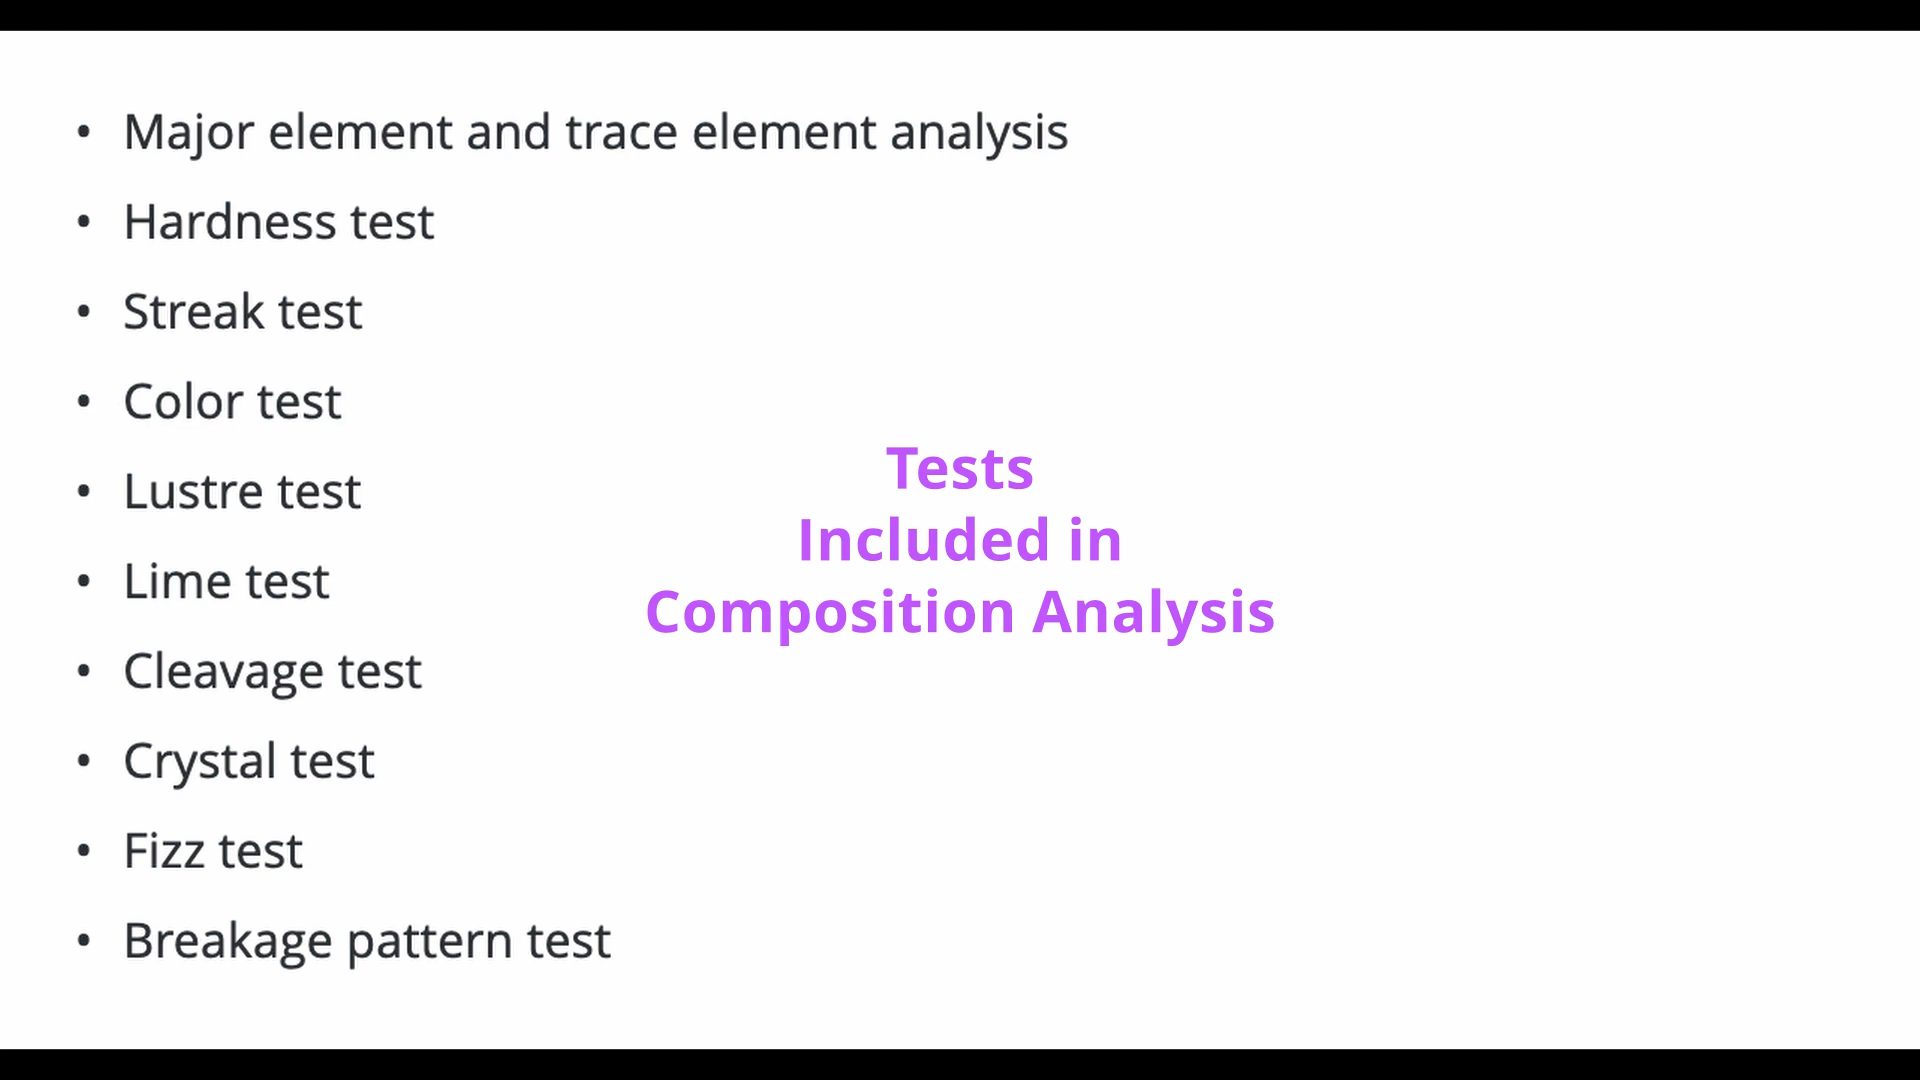 • Major element and trace element analysis
• Hardness test
• Streak test
• Color test
• Lustre test
• Lime test
• Cleavage test
• Crystal test
• Fizz test
• Breakage pattern test
Tests
Included in
Composition Analysis